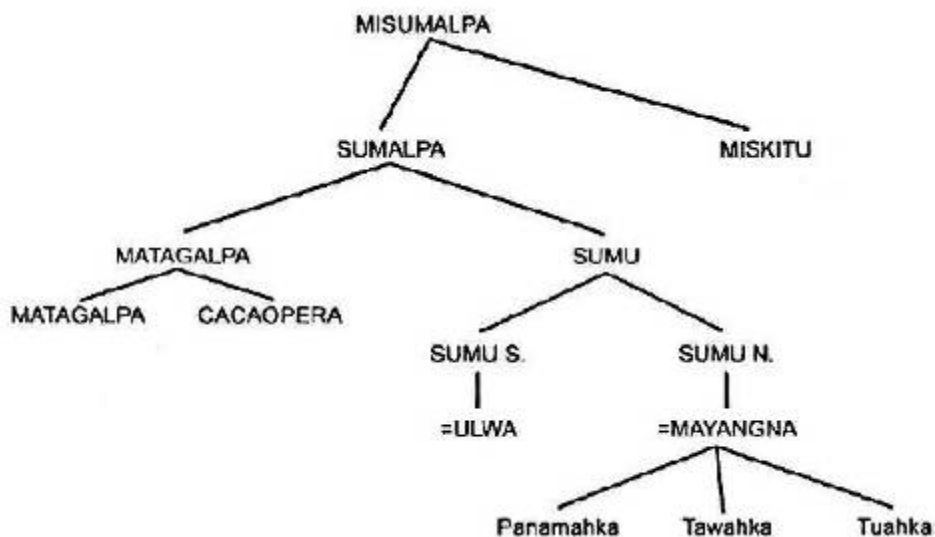 MISUMALPA
SUMALPA MISKITU
MATAGALPA SUMU
MATAGALPA CACAOPERA
SUMU S. SUMU N.
=ULWA =MAYANGNA
Panamahka Tawahka Tuahka